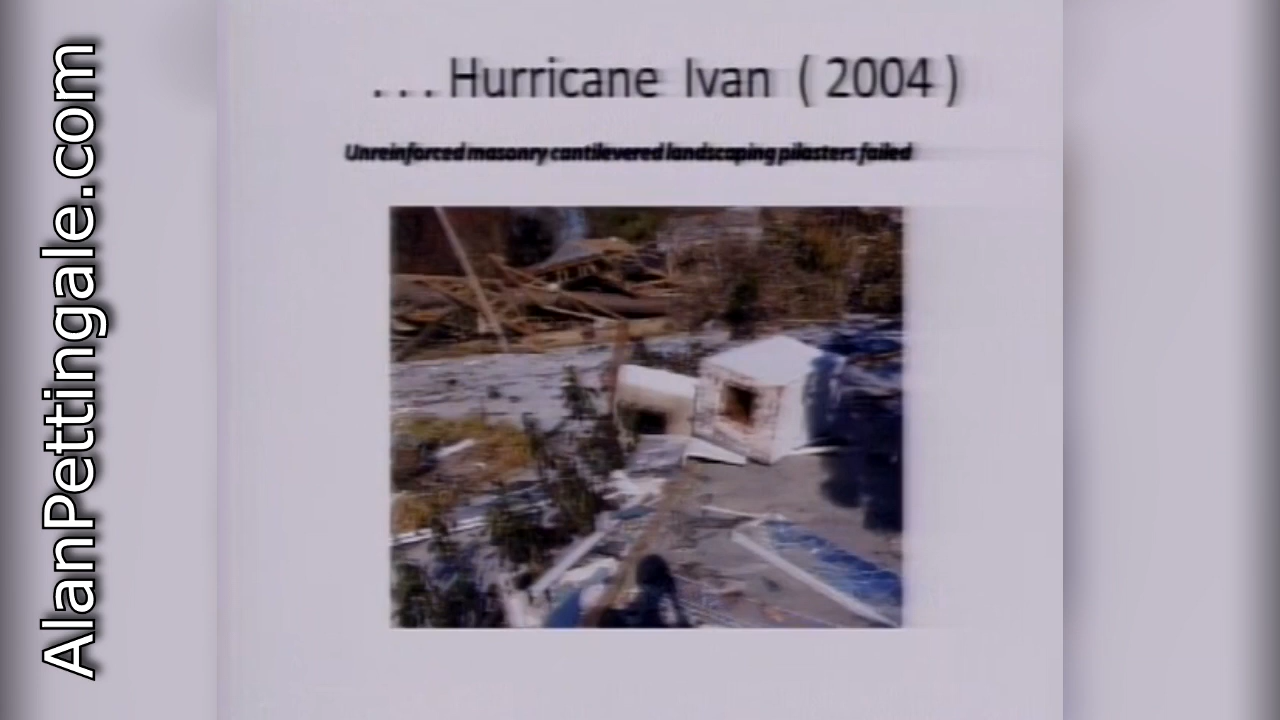 . . . Hurricane Ivan ( 2004 )
Unreinforced masonry cantilevered landscaping pilasters failed
AlanPettingale.com